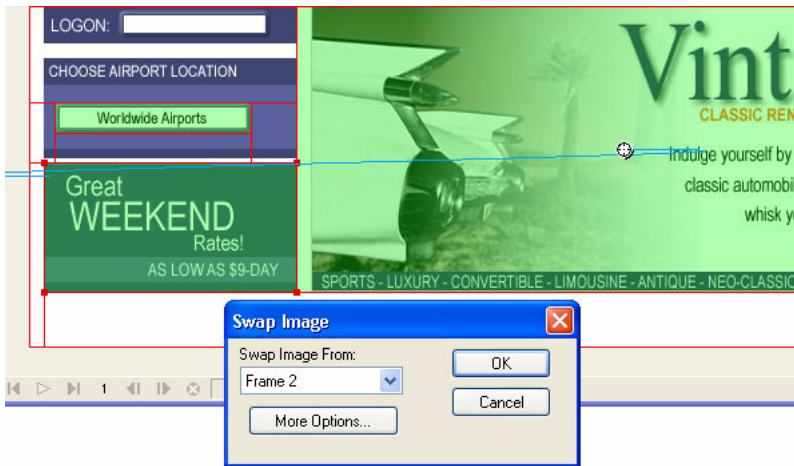 LOGON:
Vint
CHOOSE AIRPORT LOCATION
CLASSIC REN
Worldwide Airports
Indulge yourself by
classic automobi
whisk y
Great
WEEKEND
Rates!
AS LOW AS $9-DAY
SPORTS - LUXURY - CONVERTIBLE - LIMOUSINE - ANTIQUE - NEO-CLASSIC
Swap Image
Swap Image From:
Frame 2
OK
Cancel
More Options...
1